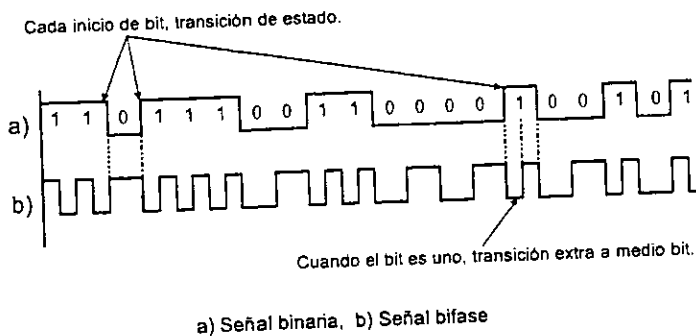 Cada inicio de bit, transición de estado.
a) 1 1 0 1 1 1 0 0 1 1 0 0 0 0 1 0 0 1 0 1
b)
Cuando el bit es uno, transición extra a medio bit.
a) Señal binaria, b) Señal bifase